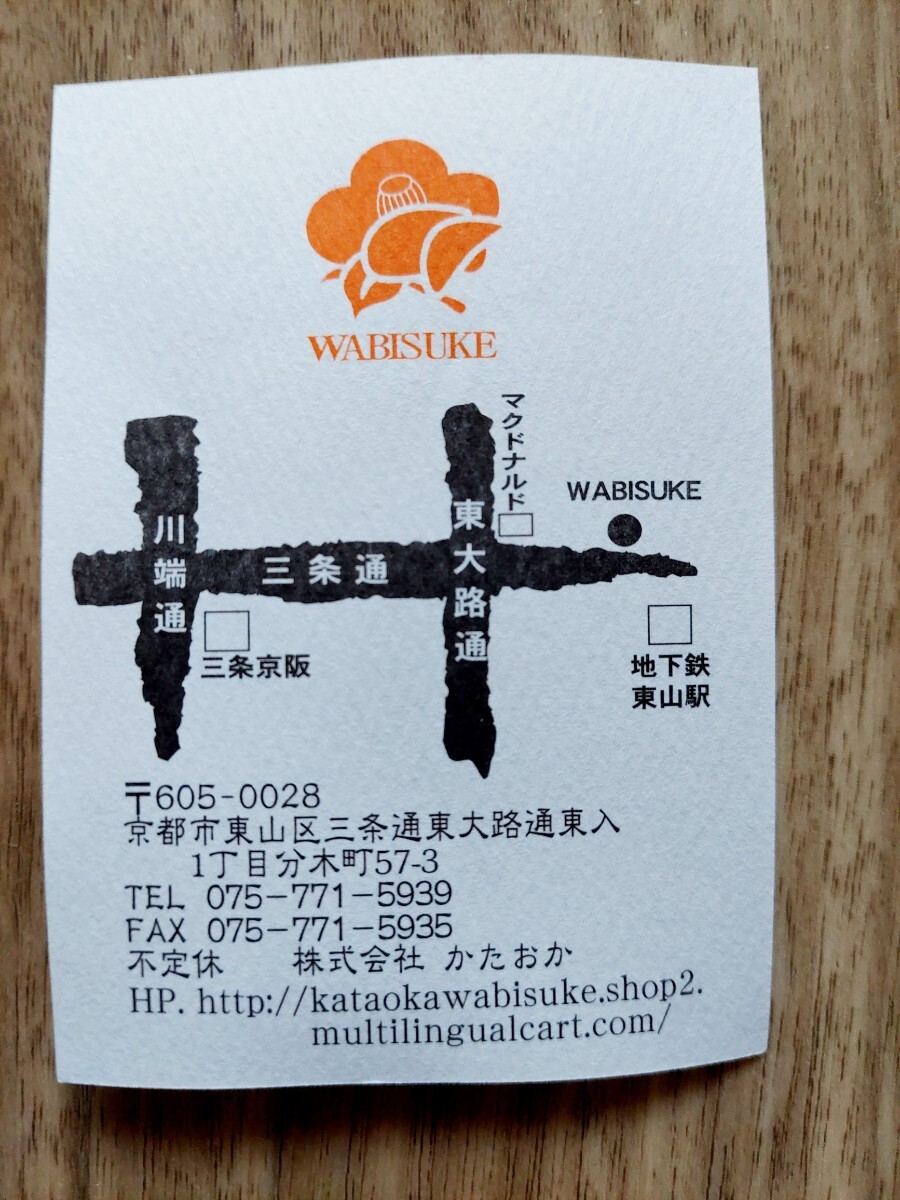 WABISUKE
マクドナルド
WABISUKE
川端通
三条通
東大路通
三条京阪
地下鉄
東山駅
〒605-0028
京都市東山区三条通東大路通東入
1丁目分木町57-3
TEL 075-771-5939
FAX 075-771-5935
不定休 株式会社 かたおか
HP. http://kataokawabisuke.shop2.
multilingualcart.com/